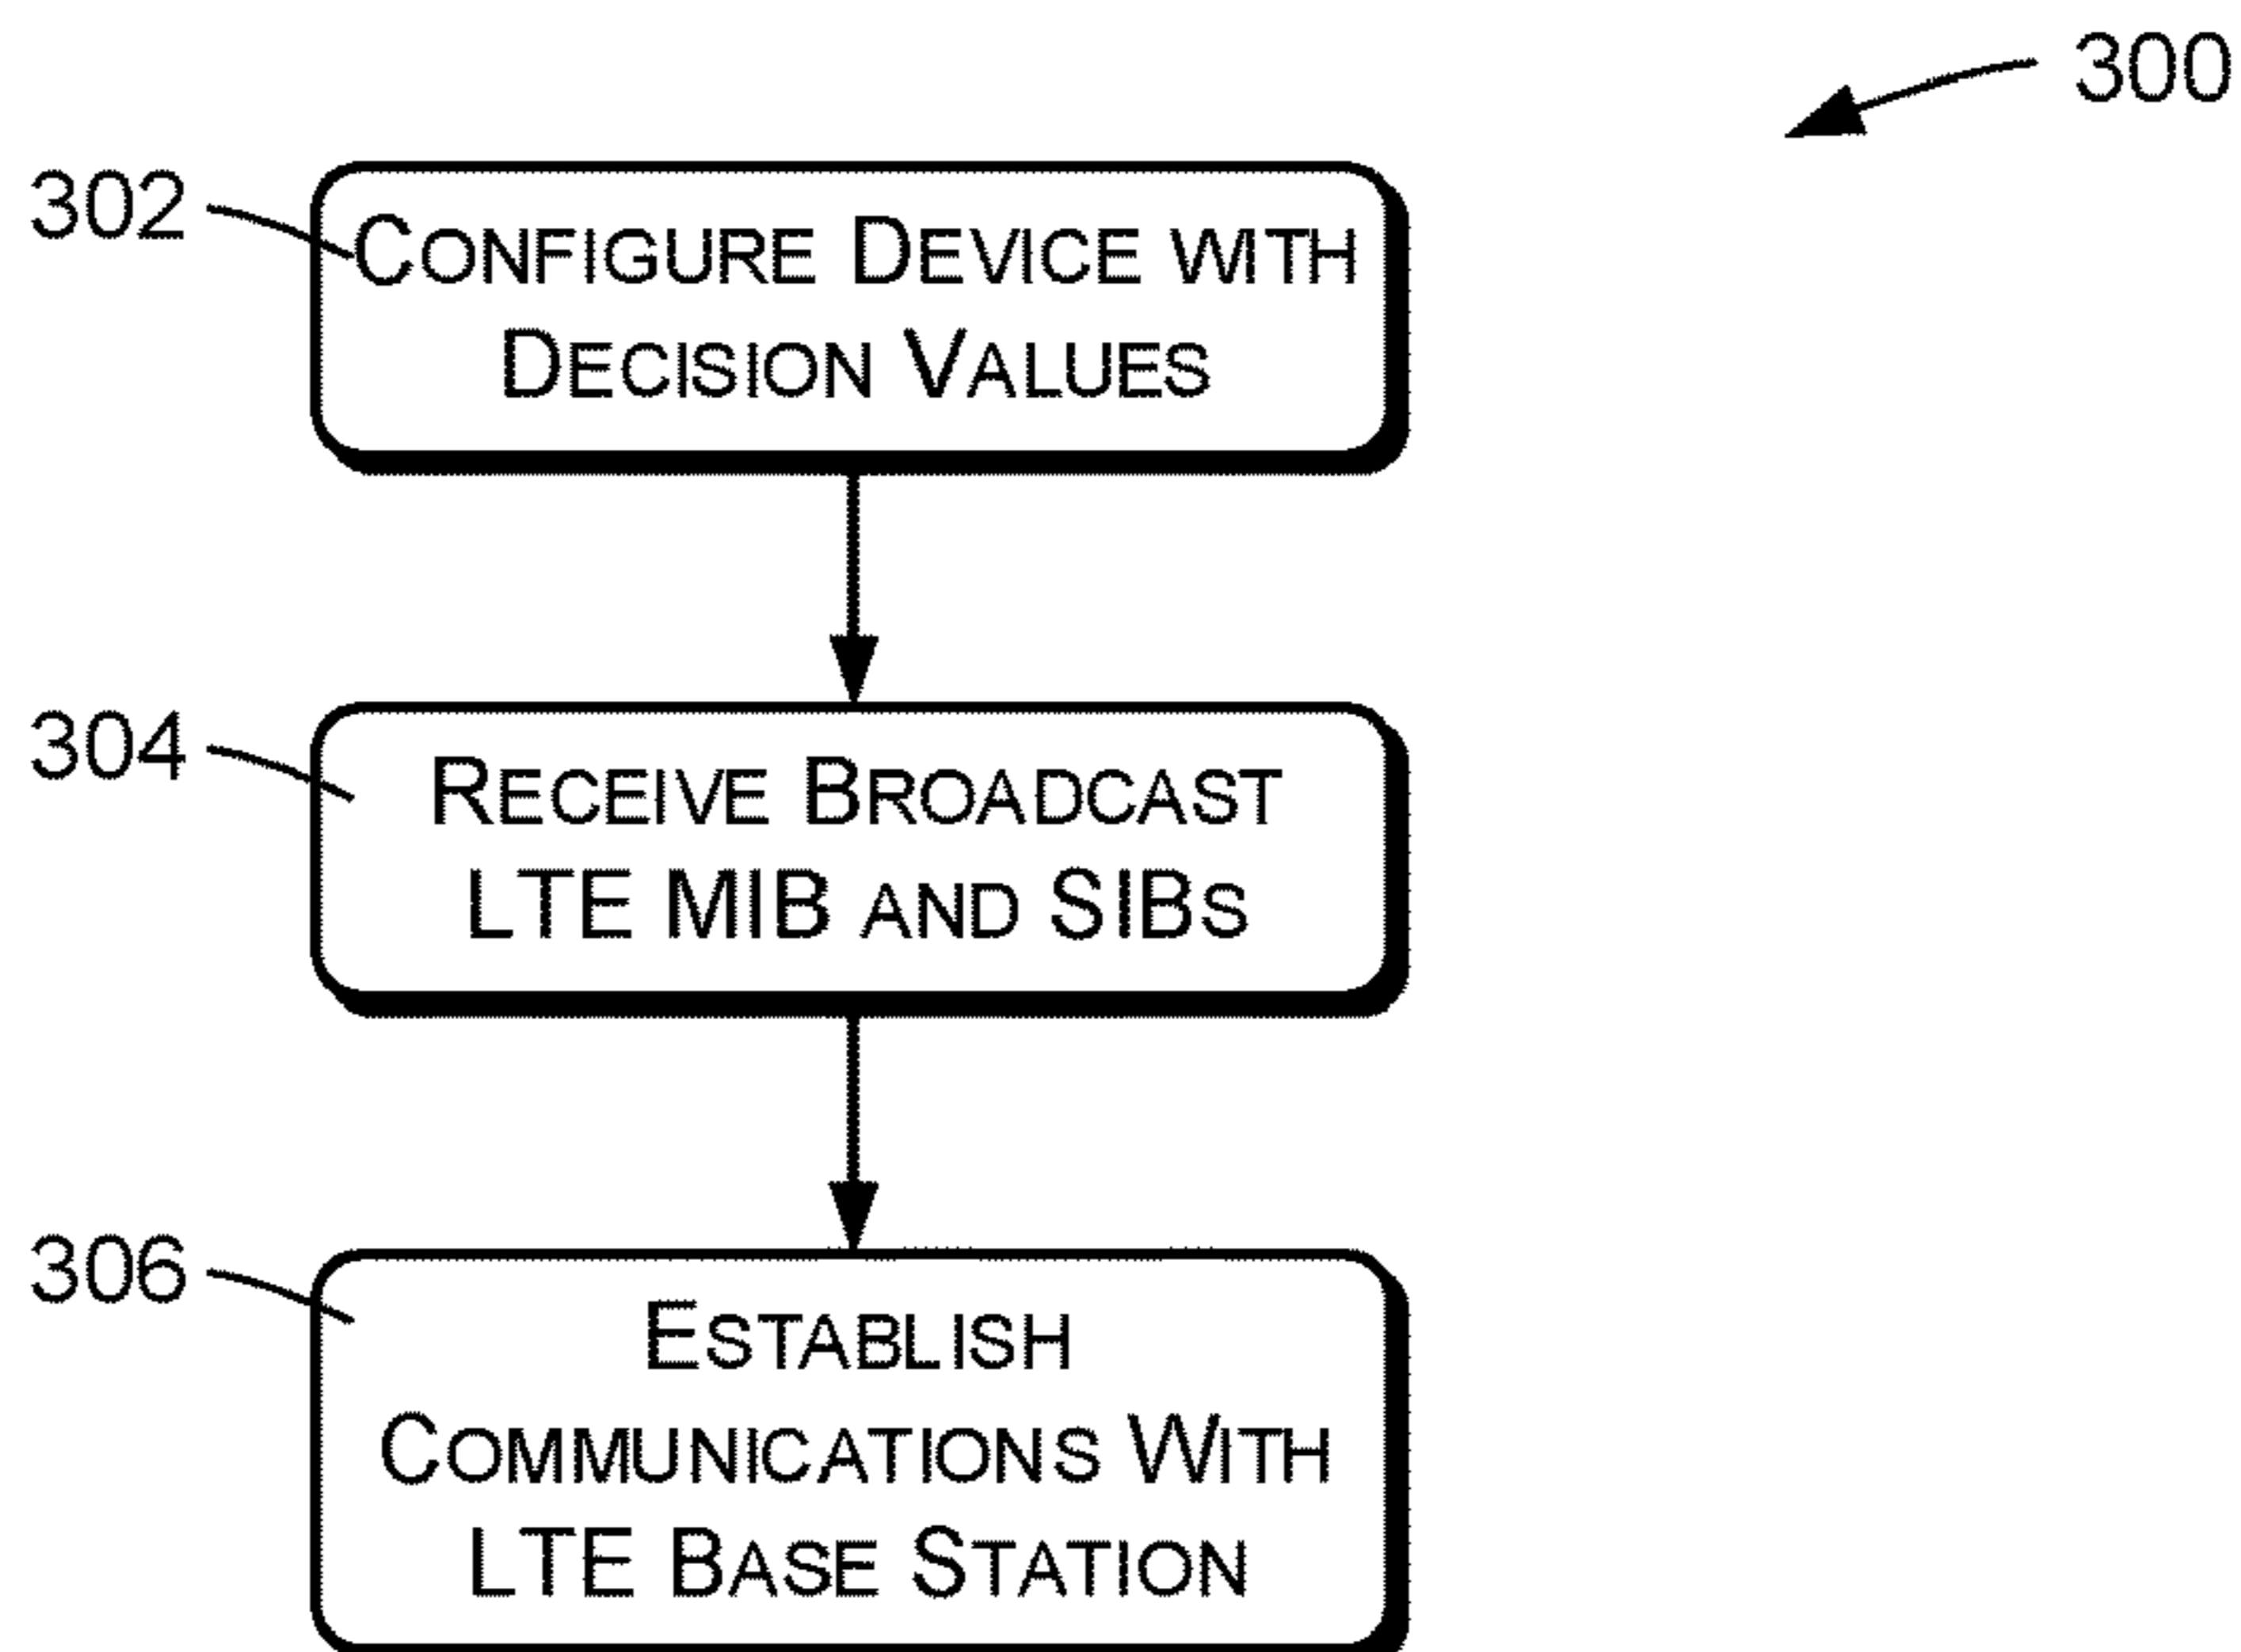 300
302
CONFIGURE DEVICE WITH
DECISION VALUES
304
RECEIVE BROADCAST
LTE MIB AND SIBS
306
ESTABLISH
COMMUNICATIONS WITH
LTE BASE STATION